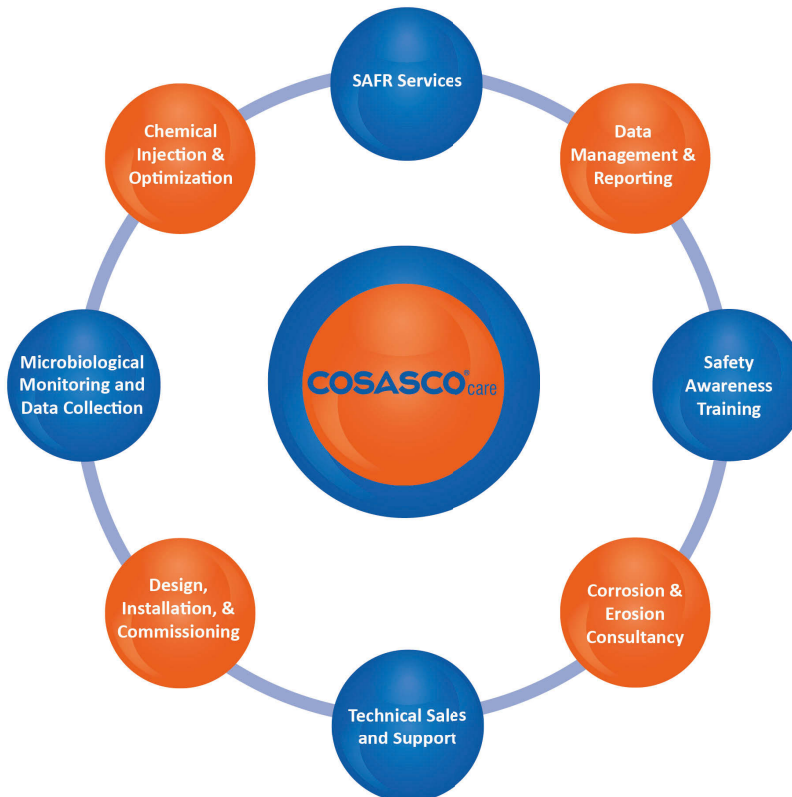 SAFR Services
Data
Management &
Reporting
Safety
Awareness
Training
Corrosion &
Erosion
Consultancy
Technical Sales
and Support
Design,
Installation, &
Commissioning
Microbiological
Monitoring and
Data Collection
Chemical
Injection &
Optimization
COSASCO® care